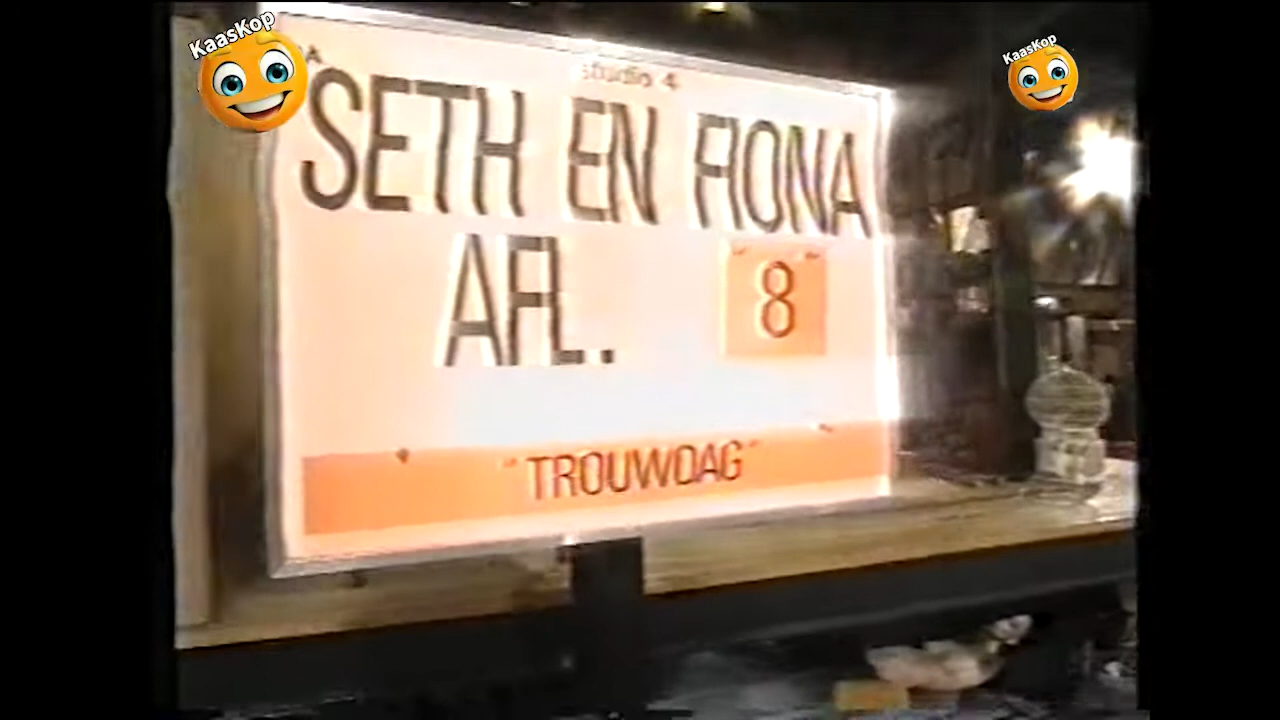 KaasKop
KaasKop
studio 4
SETH EN FIONA
AFL. "8"
"TROUWDAG"